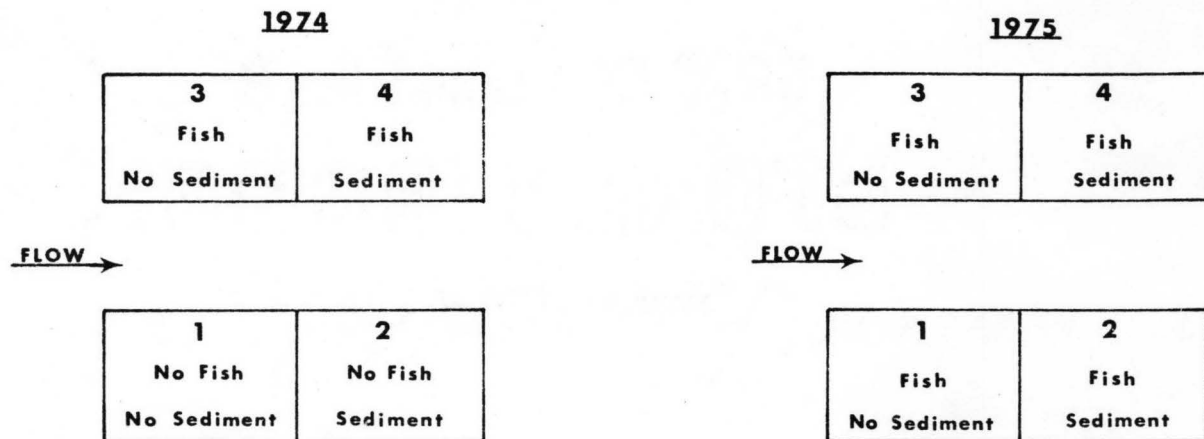 1974
3
Fish
No Sediment
4
Fish
Sediment
FLOW
1
No Fish
No Sediment
2
No Fish
Sediment
1975
3
Fish
No Sediment
4
Fish
Sediment
FLOW
1
Fish
No Sediment
2
Fish
Sediment